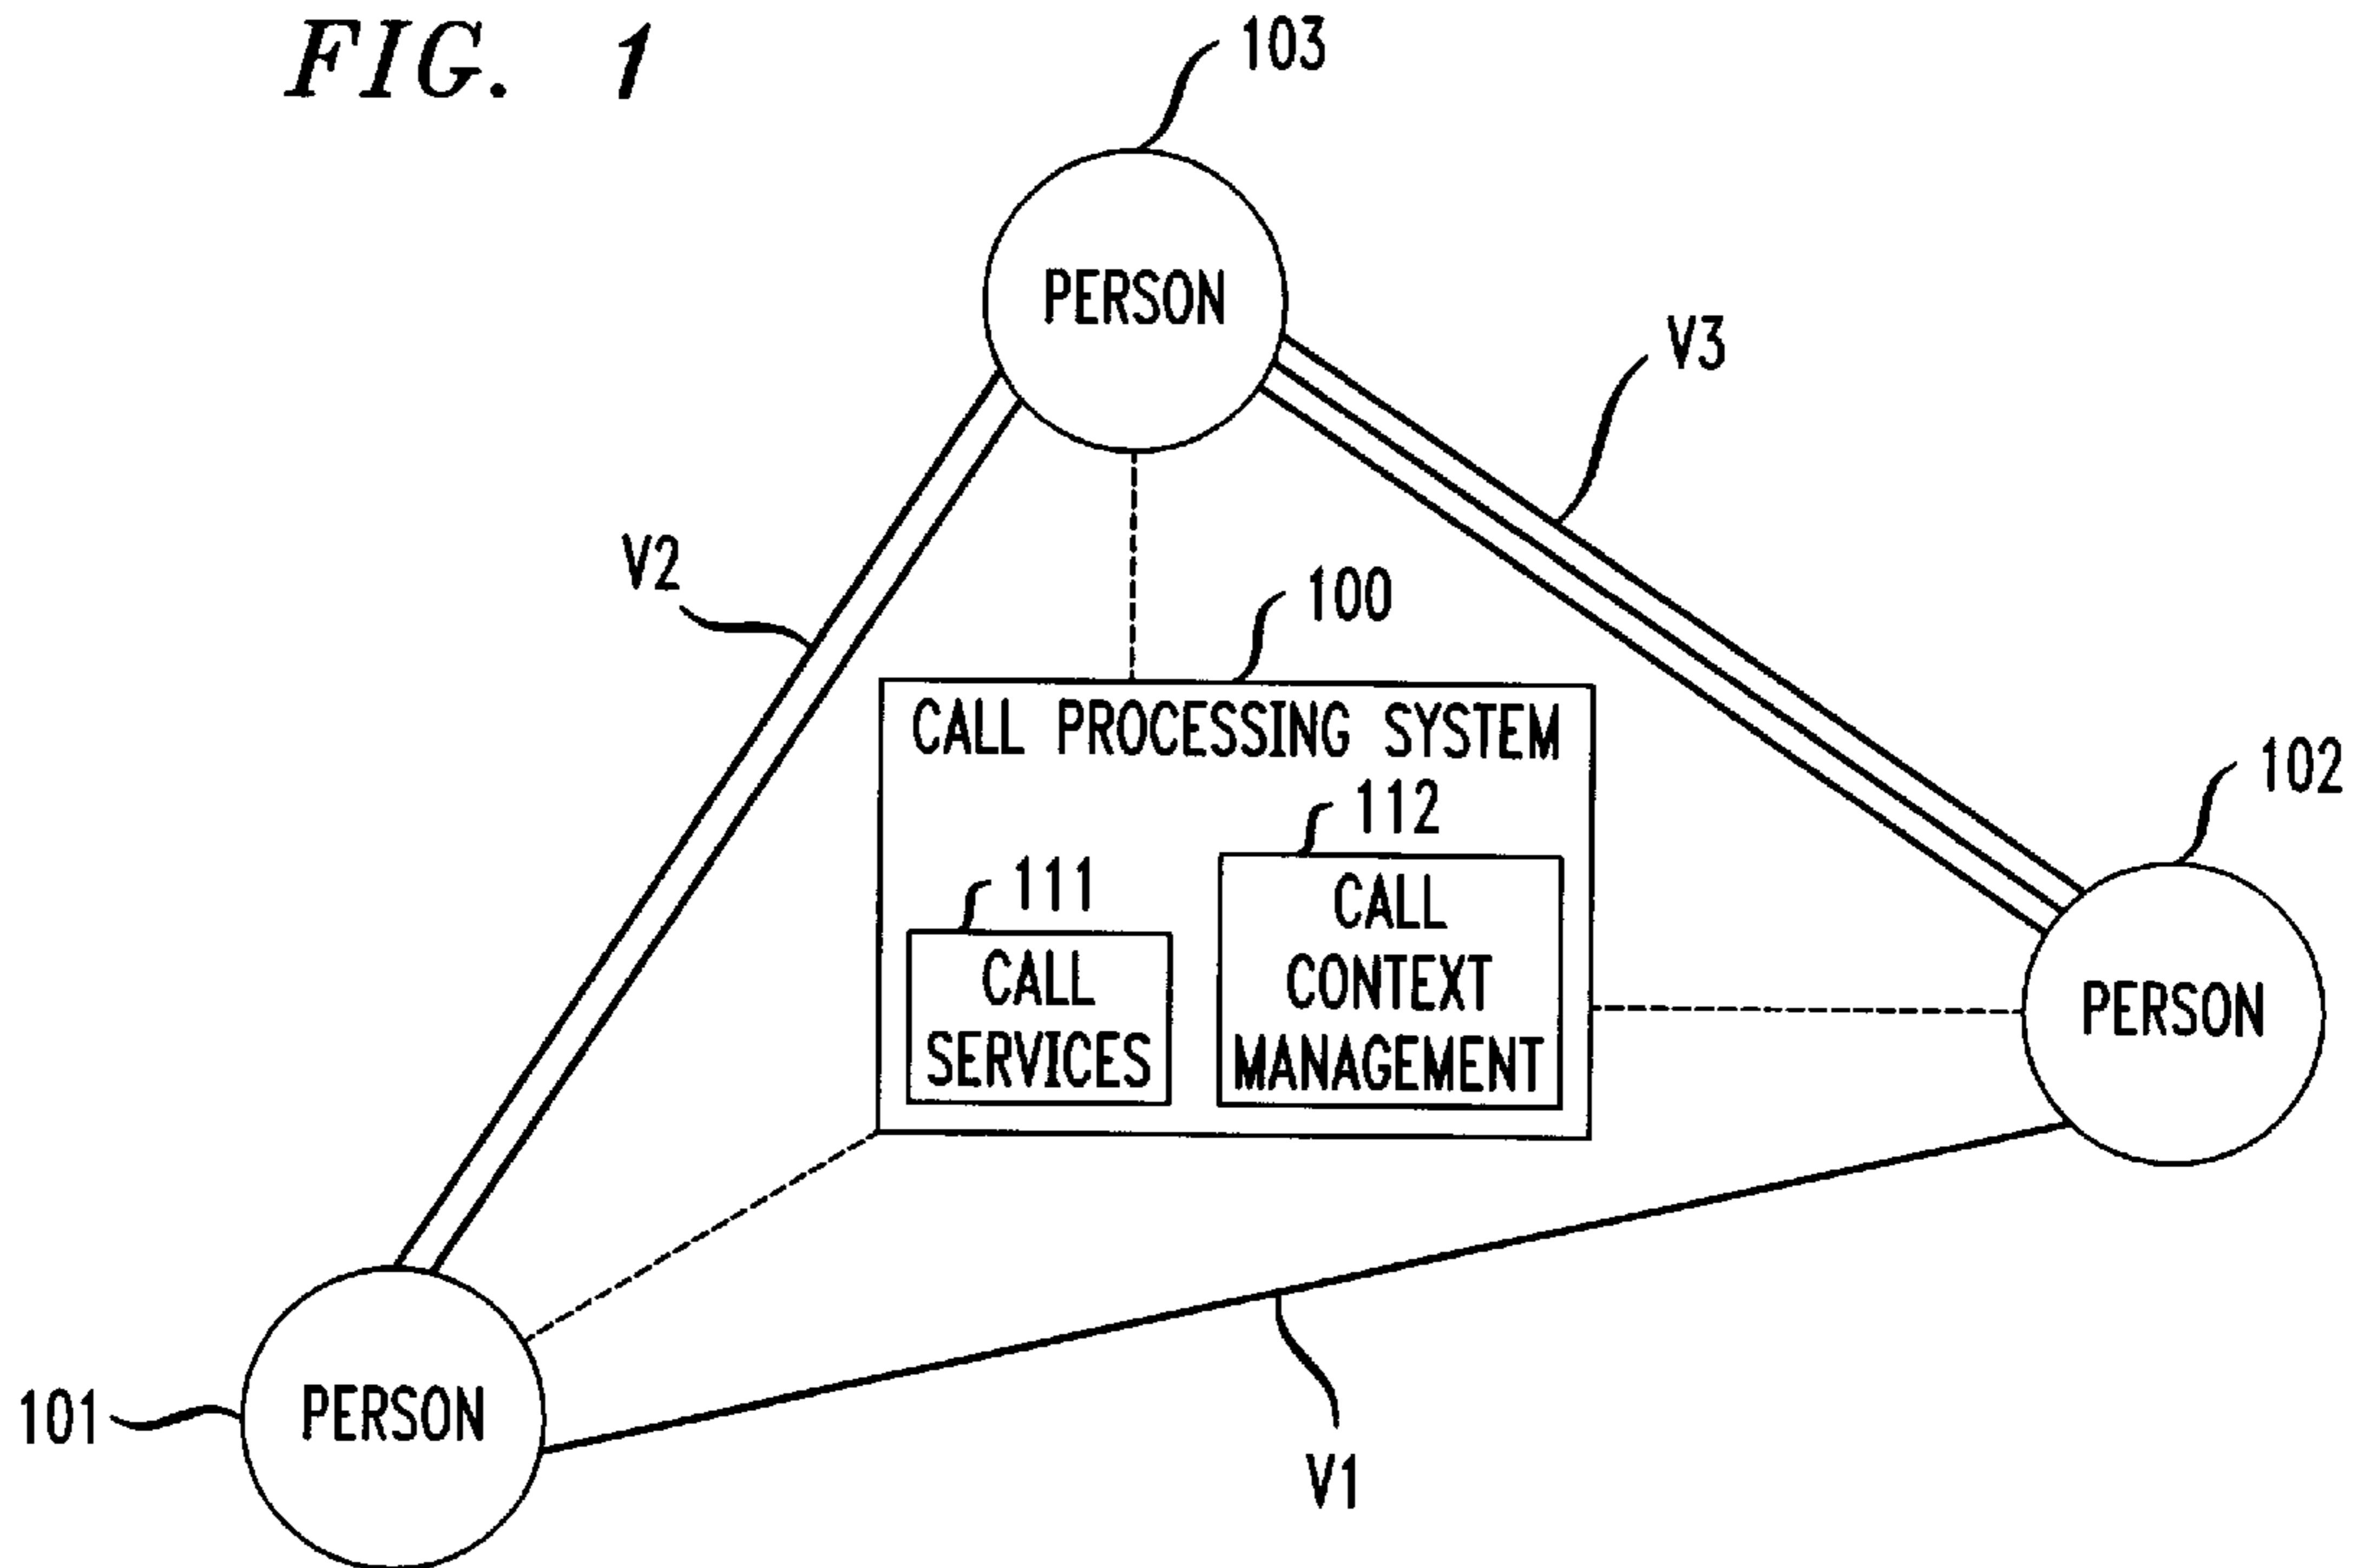 FIG. 1
103
PERSON
V3
V2
100
CALL PROCESSING SYSTEM
102
112
111
CALL
CONTEXT
MANAGEMENT
CALL
SERVICES
PERSON
101
PERSON
V1